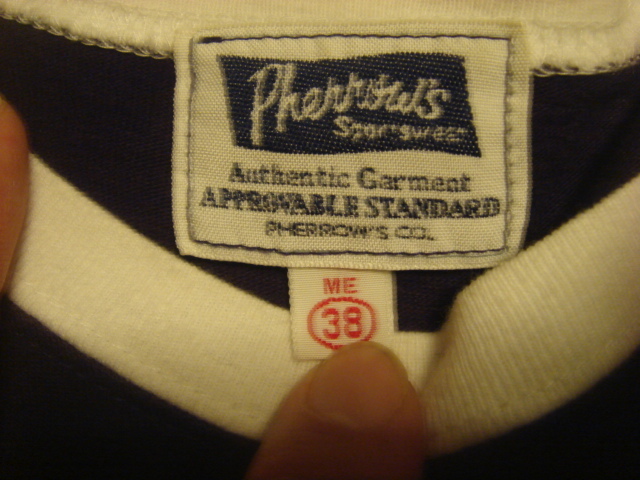 Pherrow's
Sportswear
Authentic Garment
APPROVABLE STANDARD
PHERROW'S CO.
ME
38